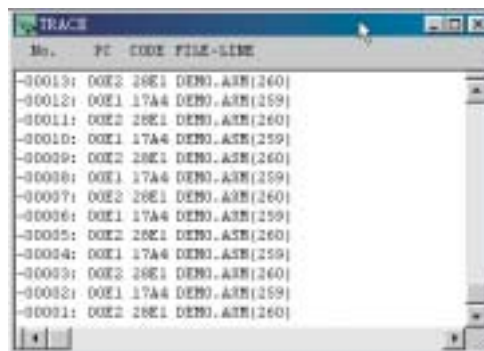 TRACE
No. PC CODE FILE-LINE
-00013: 00E2 28E1 DEMO.ASM(260)
-00012: 00E1 17A4 DEMO.ASM(259)
-00011: 00E2 28E1 DEMO.ASM(260)
-00010: 00E1 17A4 DEMO.ASM(259)
-00009: 00E2 28E1 DEMO.ASM(260)
-00008: 00E1 17A4 DEMO.ASM(259)
-00007: 00E2 28E1 DEMO.ASM(260)
-00006: 00E1 17A4 DEMO.ASM(259)
-00005: 00E2 28E1 DEMO.ASM(260)
-00004: 00E1 17A4 DEMO.ASM(259)
-00003: 00E2 28E1 DEMO.ASM(260)
-00002: 00E1 17A4 DEMO.ASM(259)
-00001: 00E2 28E1 DEMO.ASM(260)